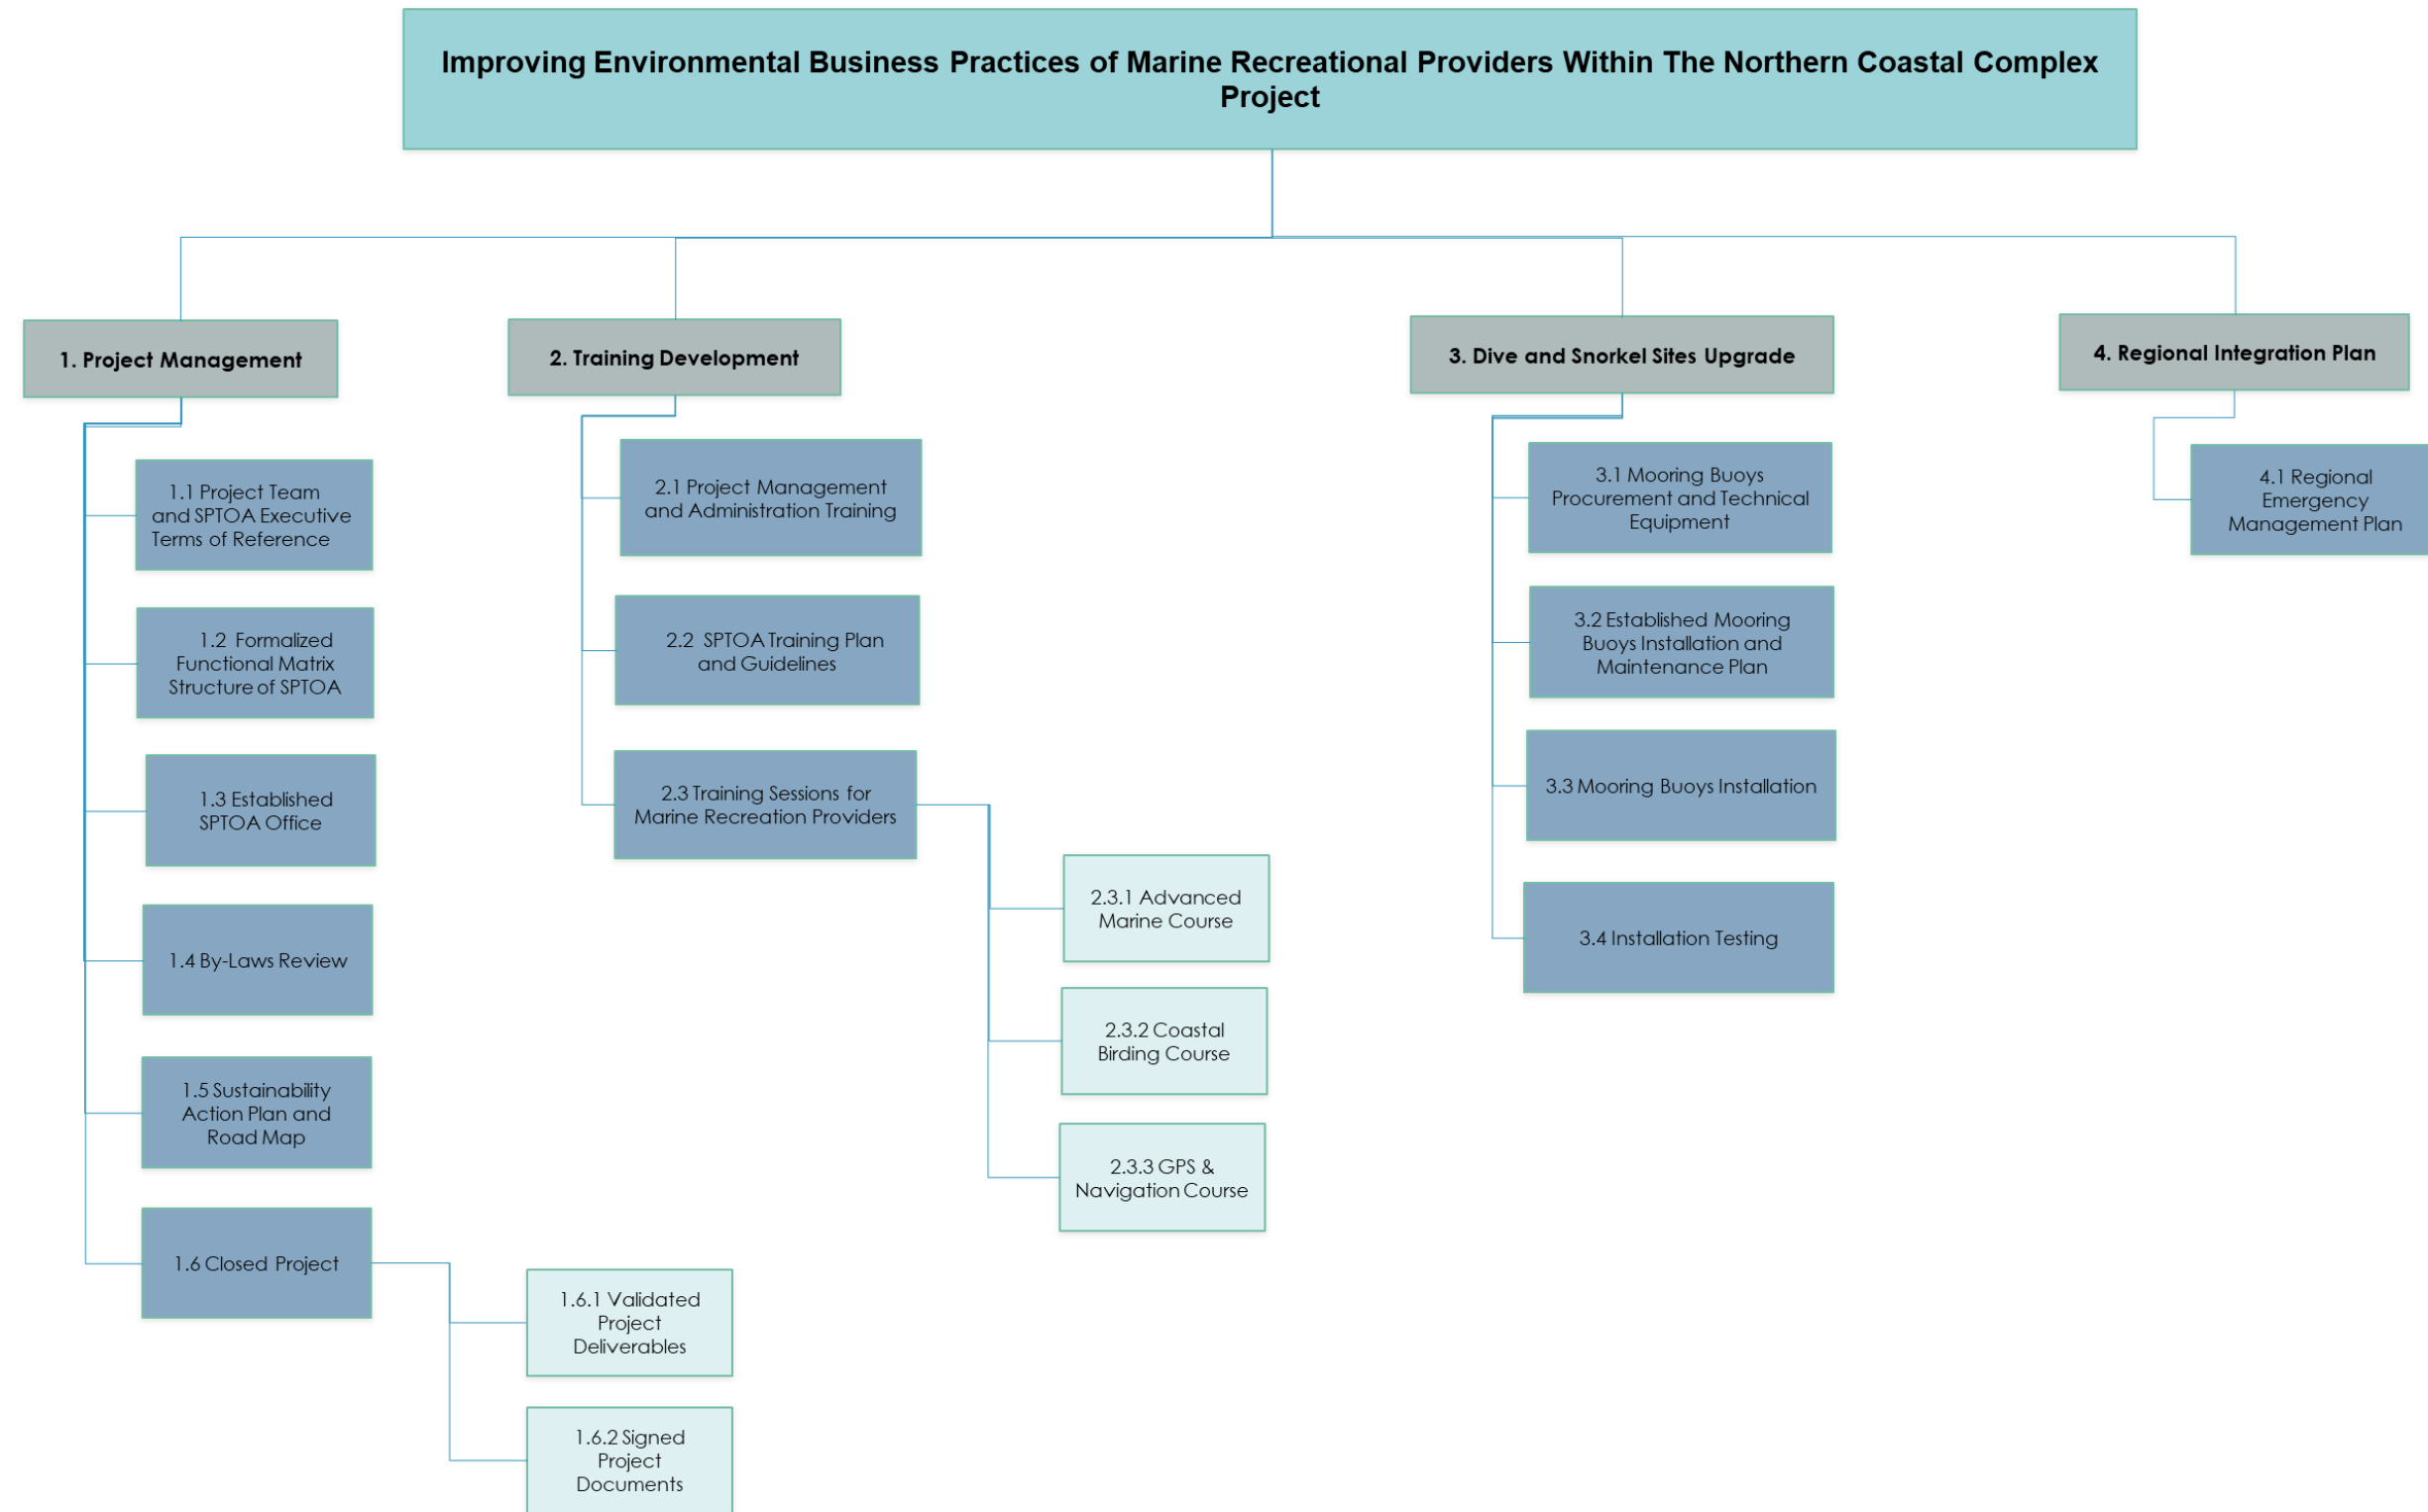 Improving Environmental Business Practices of Marine Recreational Providers Within The Northern Coastal Complex
Project
1. Project Management
1.1 Project Team
and SPTOA Executive
Terms of Reference
1.2 Formalized
Functional Matrix
Structure of SPTOA
1.3 Established
SPTOA Office
1.4 By-Laws Review
1.5 Sustainability
Action Plan and
Road Map
1.6 Closed Project
1.6.1 Validated
Project
Deliverables
1.6.2 Signed
Project
Documents
2. Training Development
2.1 Project Management
and Administration Training
2.2 SPTOA Training Plan
and Guidelines
2.3 Training Sessions for
Marine Recreation Providers
2.3.1 Advanced
Marine Course
2.3.2 Coastal
Birding Course
2.3.3 GPS &
Navigation Course
3. Dive and Snorkel Sites Upgrade
3.1 Mooring Buoys
Procurement and Technical
Equipment
3.2 Established Mooring
Buoys Installation and
Maintenance Plan
3.3 Mooring Buoys Installation
3.4 Installation Testing
4. Regional Integration Plan
4.1 Regional
Emergency
Management Plan